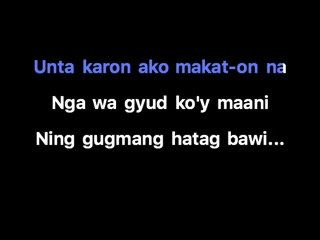 Unta karon ako makat-on na
Nga wa gyud ko'y maani
Ning gugmang hatag bawi...